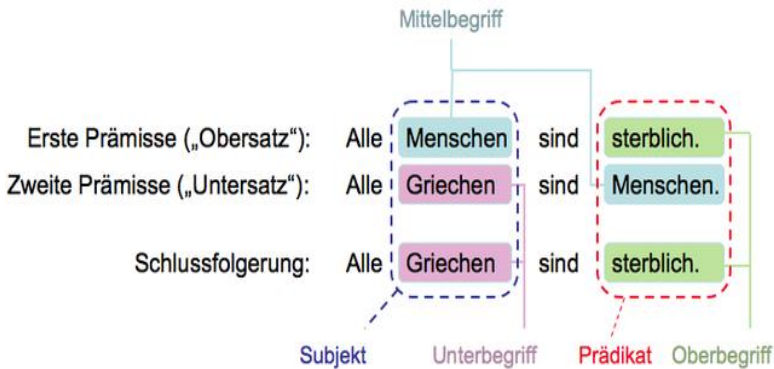 Mittelbegriff
Erste Prämisse („Obersatz“): Alle Menschen sind sterblich.
Zweite Prämisse („Untersatz“): Alle Griechen sind Menschen.
Schlussfolgerung: Alle Griechen sind sterblich.
Subjekt Unterbegriff Prädikat Oberbegriff